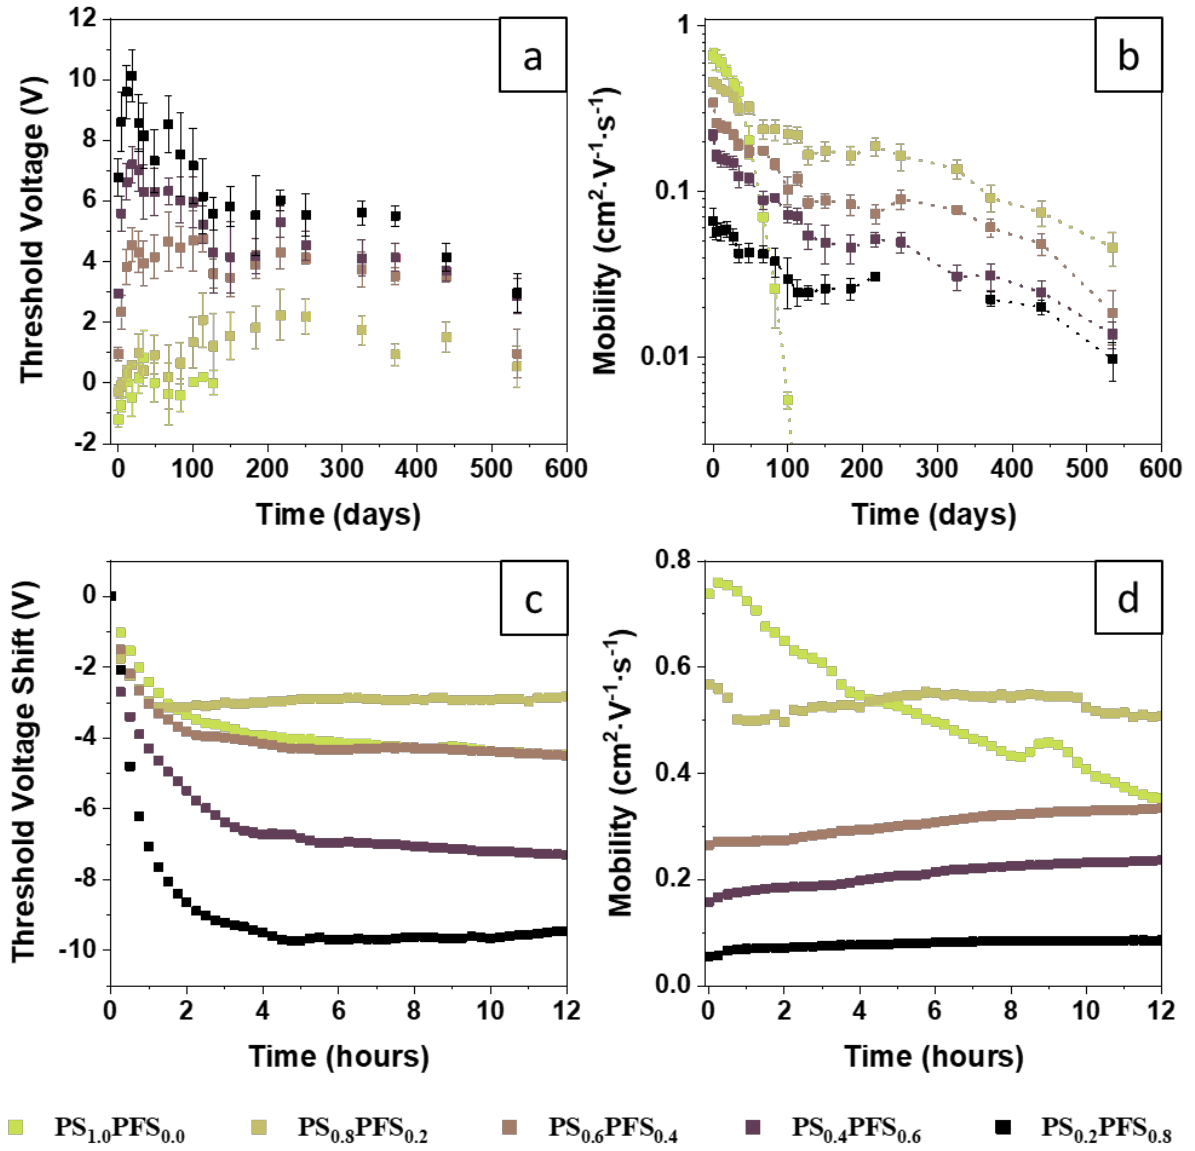 a
Threshold Voltage (V)
12
10
8
6
4
2
0
-2
0 100 200 300 400 500 600
Time (days)
b
Mobility (cm²·V⁻¹·s⁻¹)
1
0.1
0.01
0 100 200 300 400 500 600
Time (days)
c
Threshold Voltage Shift (V)
0
-2
-4
-6
-8
-10
0 2 4 6 8 10 12
Time (hours)
d
Mobility (cm²·V⁻¹·s⁻¹)
0.8
0.6
0.4
0.2
0.0
0 2 4 6 8 10 12
Time (hours)
PS₁.₀PFS₀.₀ PS₀.₈PFS₀.₂ PS₀.₆PFS₀.₄ PS₀.₄PFS₀.₆ PS₀.₂PFS₀.₈